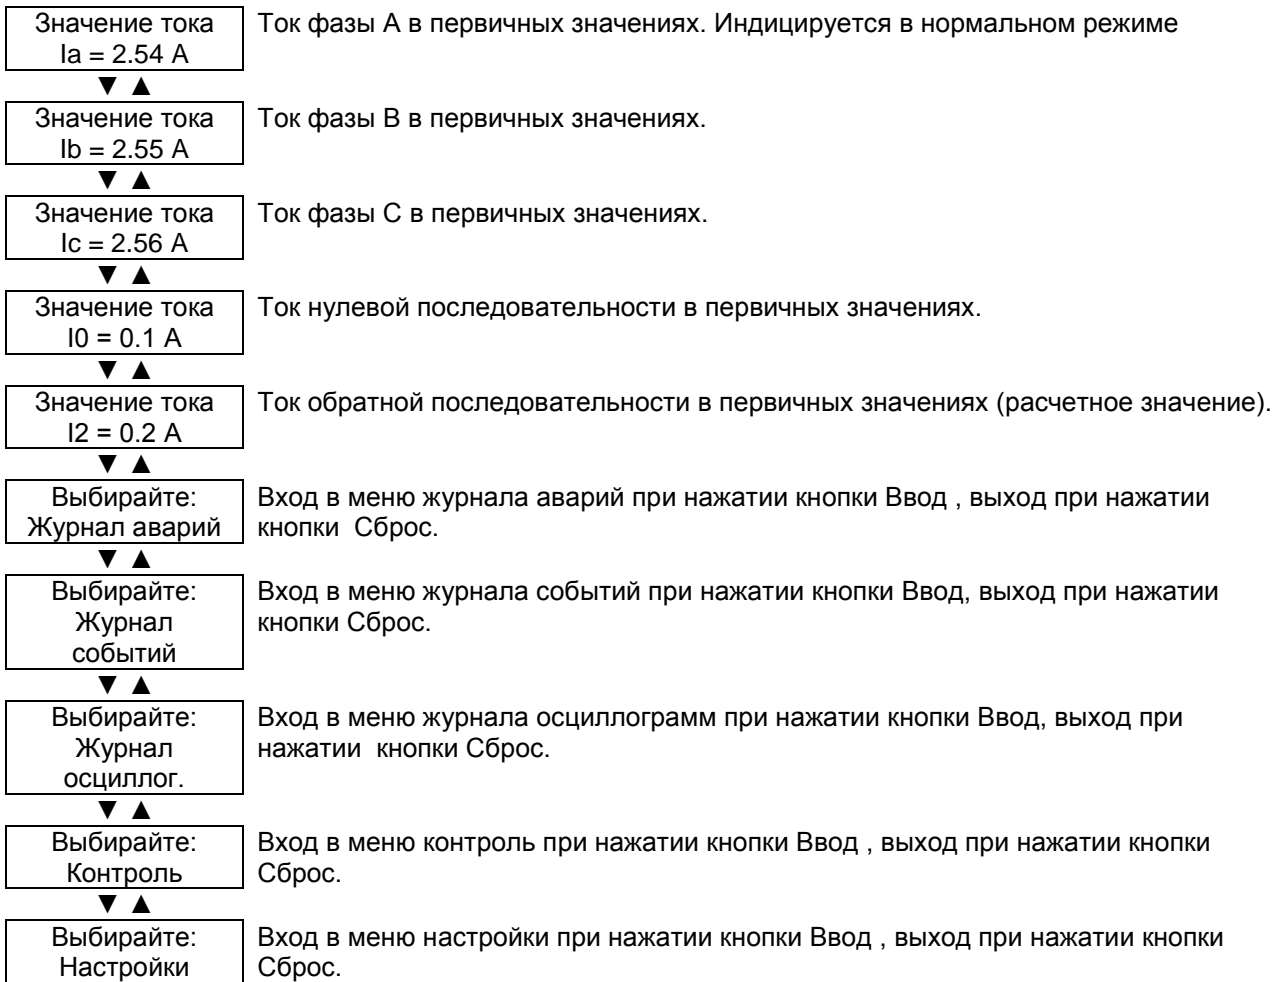 Значение тока
Ia = 2.54 А
Ток фазы А в первичных значениях. Индицируется в нормальном режиме
▼ ▲
Значение тока
Ib = 2.55 А
Ток фазы В в первичных значениях.
▼ ▲
Значение тока
Ic = 2.56 А
Ток фазы С в первичных значениях.
▼ ▲
Значение тока
I0 = 0.1 А
Ток нулевой последовательности в первичных значениях.
▼ ▲
Значение тока
I2 = 0.2 А
Ток обратной последовательности в первичных значениях (расчетное значение).
▼ ▲
Выбирайте:
Журнал аварий
Вход в меню журнала аварий при нажатии кнопки Ввод , выход при нажатии
кнопки  Сброс.
▼ ▲
Выбирайте:
Журнал
событий
Вход в меню журнала событий при нажатии кнопки Ввод, выход при нажатии
кнопки Сброс.
▼ ▲
Выбирайте:
Журнал
осциллог.
Вход в меню журнала осциллограмм при нажатии кнопки Ввод, выход при
нажатии  кнопки Сброс.
▼ ▲
Выбирайте:
Контроль
Вход в меню контроль при нажатии кнопки Ввод , выход при нажатии кнопки
Сброс.
▼ ▲
Выбирайте:
Настройки
Вход в меню настройки при нажатии кнопки Ввод , выход при нажатии кнопки
Сброс.